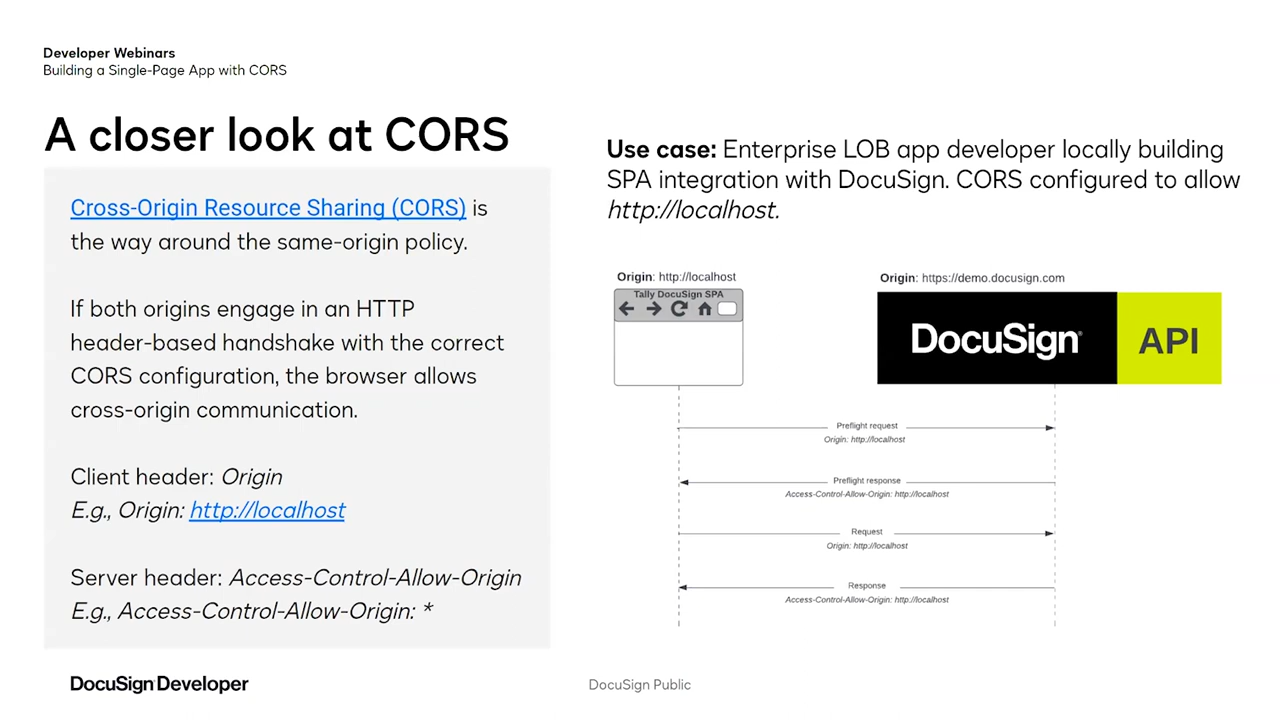 Developer Webinars
Building a Single-Page App with CORS
A closer look at CORS
Cross-Origin Resource Sharing (CORS) is
the way around the same-origin policy.
If both origins engage in an HTTP
header-based handshake with the correct
CORS configuration, the browser allows
cross-origin communication.
Client header: Origin
E.g., Origin: http://localhost
Server header: Access-Control-Allow-Origin
E.g., Access-Control-Allow-Origin: *
Use case: Enterprise LOB app developer locally building
SPA integration with DocuSign. CORS configured to allow
http://localhost.
Origin: http://localhost
Tally DocuSign SPA
Origin: https://demo.docusign.com
DocuSign®
API
Preflight request
Origin: http://localhost
Preflight response
Access-Control-Allow-Origin: http://localhost
Request
Origin: http://localhost
Response
Access-Control-Allow-Origin: http://localhost
DocuSign Developer
DocuSign Public